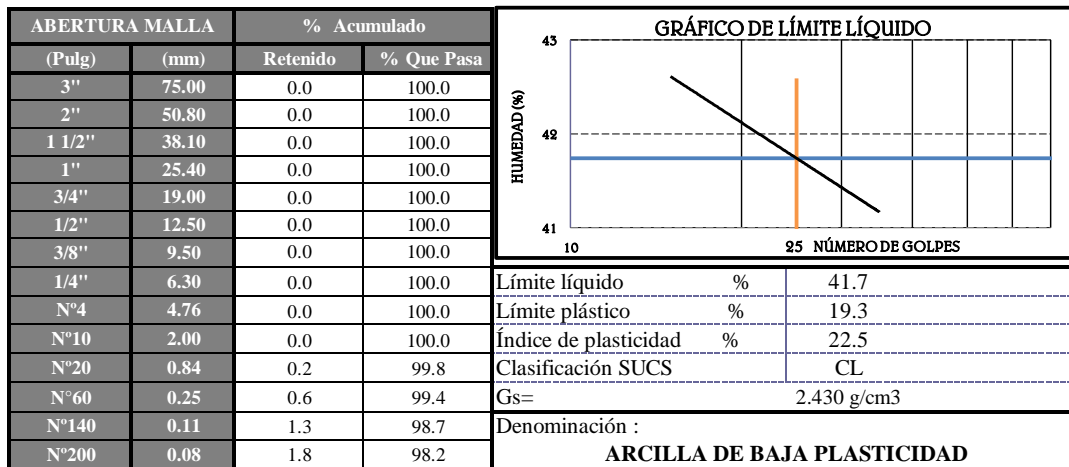 ABERTURA MALLA % Acumulado
(Pulg) (mm) Retenido % Que Pasa
3'' 75.00 0.0 100.0
2'' 50.80 0.0 100.0
1 1/2'' 38.10 0.0 100.0
1'' 25.40 0.0 100.0
3/4'' 19.00 0.0 100.0
1/2'' 12.50 0.0 100.0
3/8'' 9.50 0.0 100.0
1/4'' 6.30 0.0 100.0
Nº4 4.76 0.0 100.0
Nº10 2.00 0.0 100.0
Nº20 0.84 0.2 99.8
N°60 0.25 0.6 99.4
Nº140 0.11 1.3 98.7
Nº200 0.08 1.8 98.2
GRÁFICO DE LÍMITE LÍQUIDO
43
42
41
HUMEDAD (%)
10 25 NÚMERO DE GOLPES
Límite líquido % 41.7
Límite plástico % 19.3
Índice de plasticidad % 22.5
Clasificación SUCS CL
Gs= 2.430 g/cm3
Denominación :
ARCILLA DE BAJA PLASTICIDAD